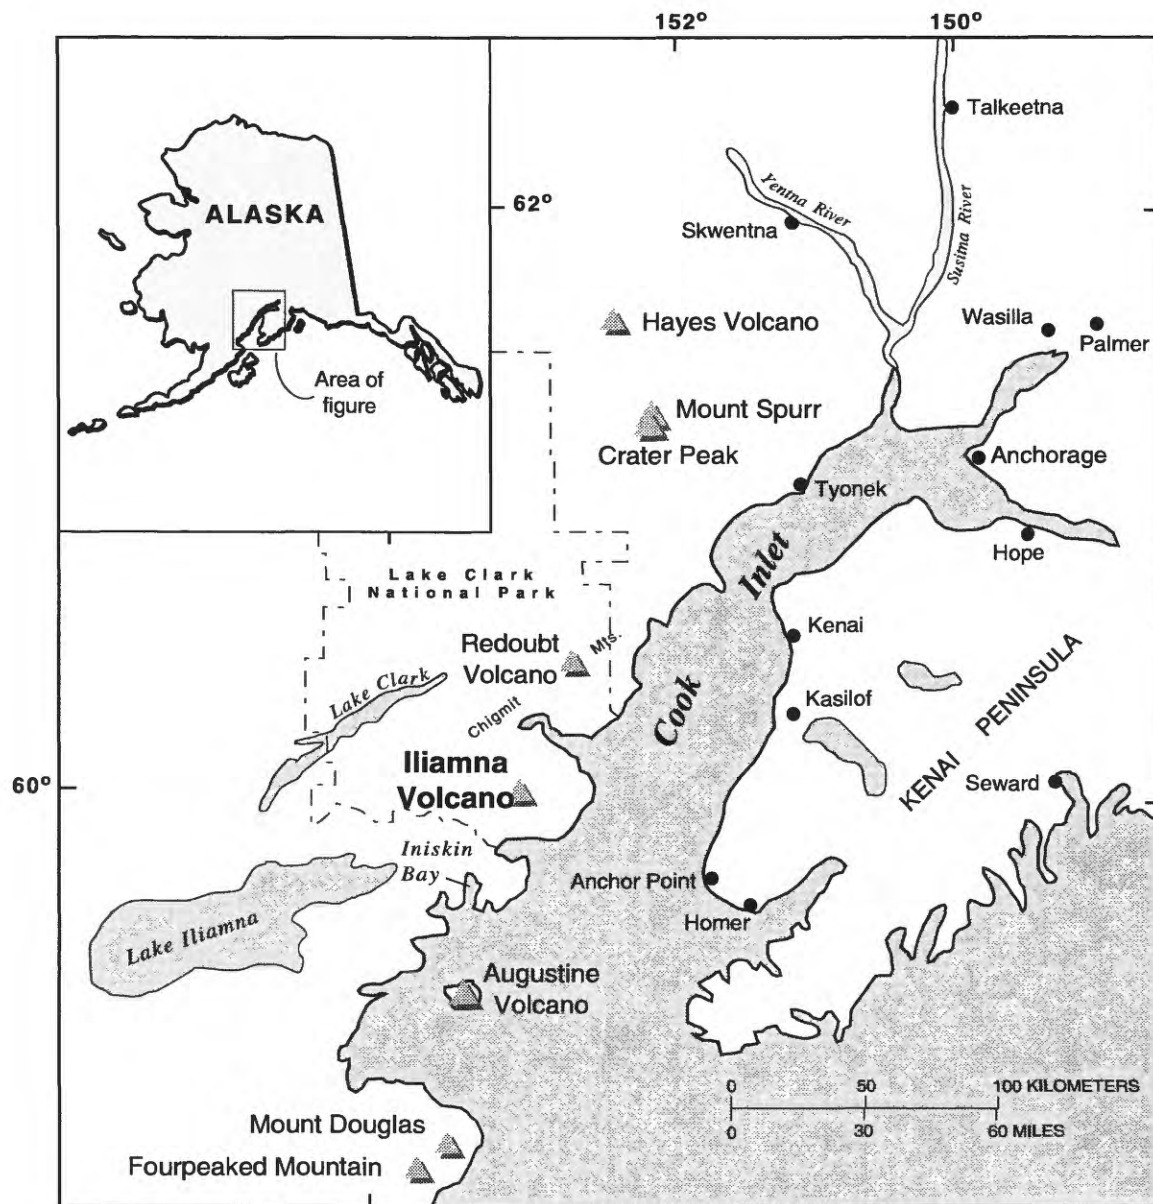 152°
150°
Talkeetna
Yentna River
Susitna River
62°
ALASKA
Skwentna
Hayes Volcano
Wasilla
Palmer
Area of
figure
Mount Spurr
Crater Peak
Anchorage
Tyonek
Hope
Cook Inlet
Lake Clark
National Park
Kenai
Redoubt
Volcano
Chigmit Mts.
Lake Clark
Kasilof
KENAI PENINSULA
Iliamna
Volcano
60°
Seward
Iniskin
Bay
Anchor Point
Homer
Lake Iliamna
Augustine
Volcano
0 50 100 KILOMETERS
0 30 60 MILES
Mount Douglas
Fourpeaked Mountain